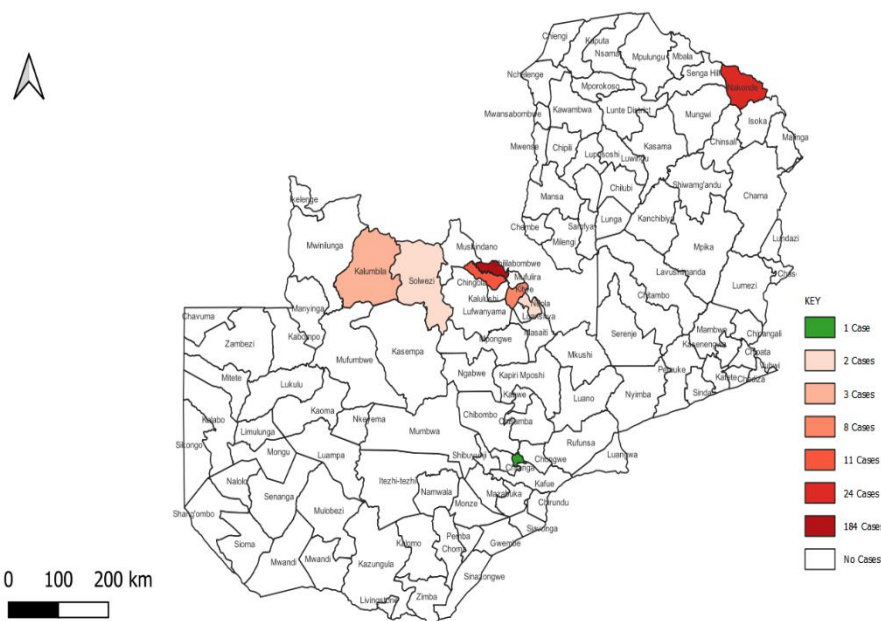 Chiengi
Kaputa
Nsama
Mpulungu
Mbala
Nchelenge
Senga Hill
Mporokoso
Nakonde
Mwansabombwe
Kawambwa
Lunte District
Mungwi
Isoka
Mwense
Chipili
Lupososhi
Luwingu
Kasama
Chinsali
Mafinga
Mansa
Chilubi
Shiwamg'andu
Chama
Ikelenge
Chembe
Samfya
Lunga
Kanchibiya
Milengi
Mwinilunga
Musilindano
Mpika
Lundazi
Kalumbila
Solwezi
Chililabombwe
Mufulira
Chingola
Kitwe
Kalulushi
Ndola
Lufwanyama
Luanshya
Lavushimanda
Chas
Lumezi
Manyinga
Chitambo
Chavuma
Kabompo
Masaiti
Mpongwe
Serenje
Mambwe
Chipangali
Kasenengwa
Zambezi
Mufumbwe
Kasempa
Mkushi
Chipata
Mitete
Ngabwe
Kapiri Mposhi
Petauke
Katete
Lukulu
Kabwe
Luano
Nyimba
Sinda
Kalabo
Kaoma
Nkeyema
Chibombo
Chisamba
Limulunga
Mumbwa
Rufunsa
Sikongo
Mongu
Luampa
Shibuyunji
Chongwe
Luangwa
Chilanga
Nalolo
Itezhi-tezhi
Kafue
Senanga
Namwala
Mazabuka
Shang'ombo
Mulobezi
Monze
Chirundu
Siavonga
Sioma
Kalomo
Pemba
Gwembe
Choma
Mwandi
Mwandi
Kazungula
Sinazongwe
Livingstone
Zimba
KEY
1 Case
2 Cases
3 Cases
8 Cases
11 Cases
24 Cases
184 Cases
No Cases
0 100 200 km